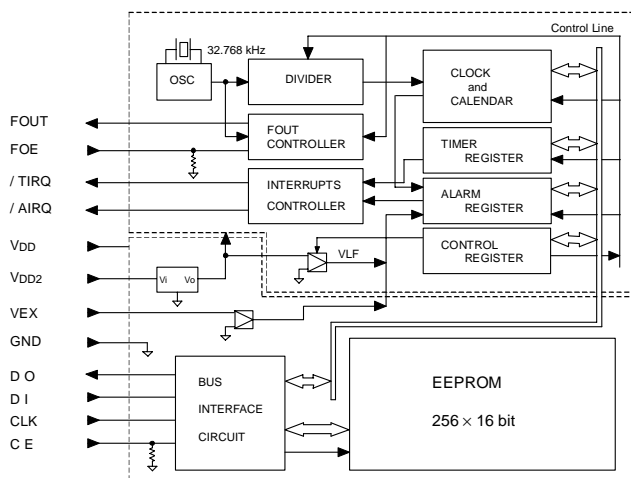 Control Line
32.768 kHz
OSC
DIVIDER
CLOCK
and
CALENDAR
FOUT
FOE
FOUT
CONTROLLER
TIMER
REGISTER
/ TIRQ
/ AIRQ
INTERRUPTS
CONTROLLER
ALARM
REGISTER
VDD
VDD2
Vi
Vo
VLF
CONTROL
REGISTER
VEX
GND
D O
D I
CLK
C E
BUS
INTERFACE
CIRCUIT
EEPROM
256 × 16 bit